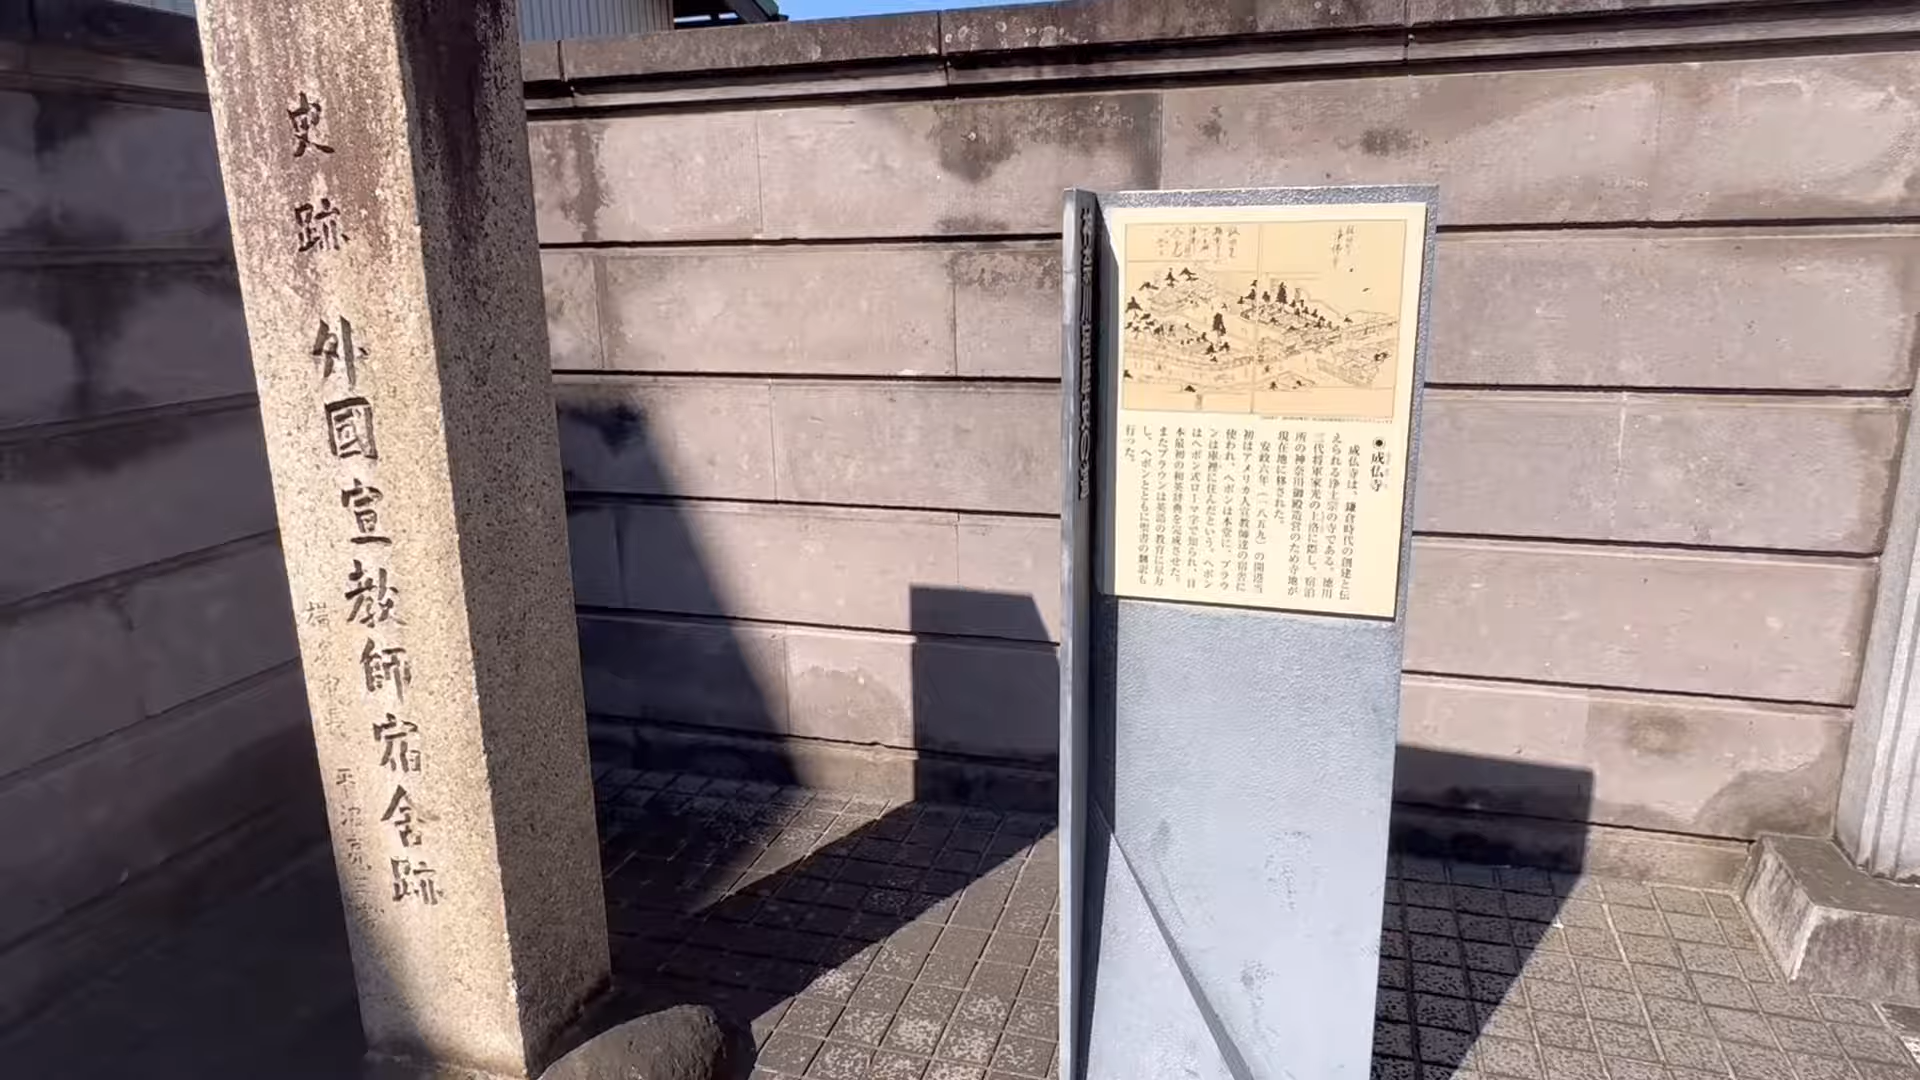 史跡 外國宣教師宿舍跡
◉成仏寺
成仏寺は、鎌倉時代の創建と伝
えられる浄土宗の寺である。徳川
三代将軍家光の上洛に際し、宿泊
所の神奈川御殿造営のため寺地が
現在地に移された。
安政六年(一八五九)の開港当
初はアメリカ人宣教師達の宿舎に
使われ、ヘボンは本堂に、ブラウ
ンは庫裡に住んだという。ヘボン
はヘボン式ローマ字で知られ、日
本最初の和英辞典を完成させた。
またブラウンは英語の教育に尽力
し、ヘボンとともに聖書の翻訳も
行った。